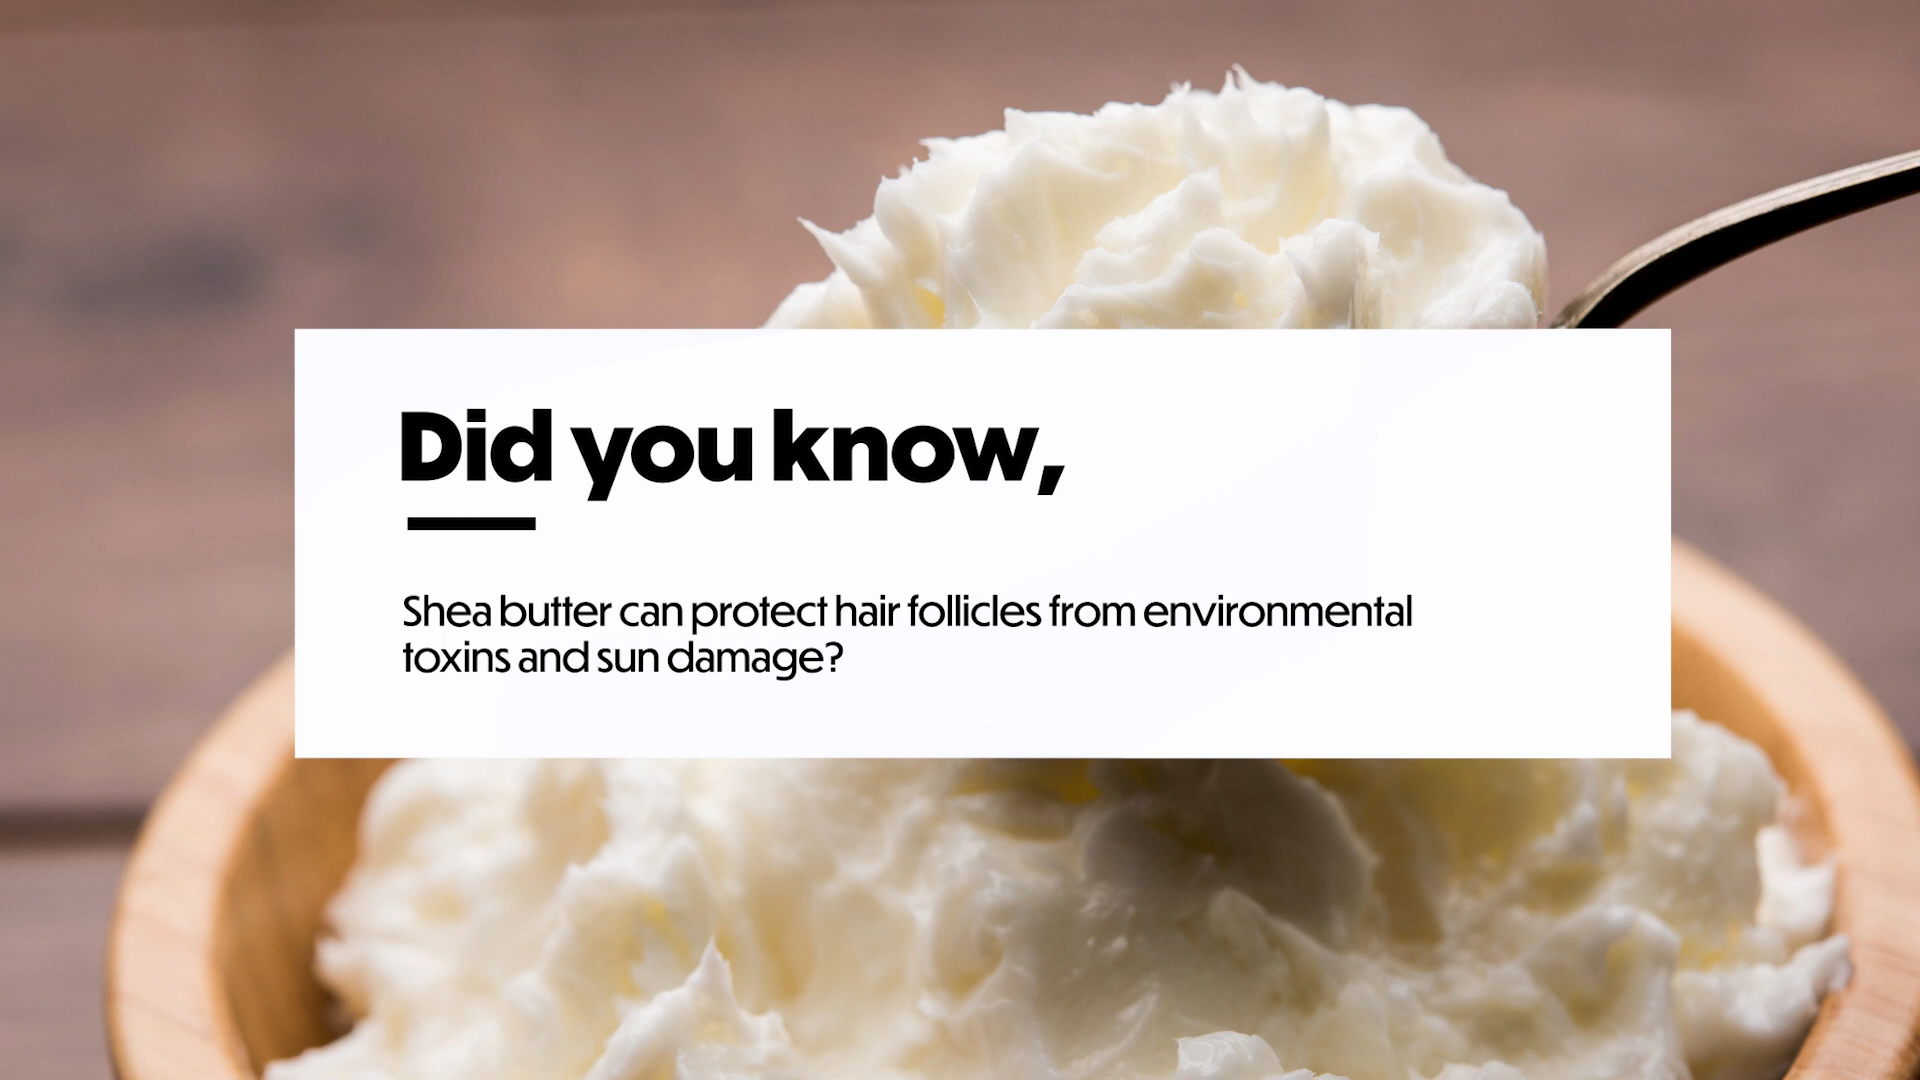 Did you know,
Shea butter can protect hair follicles from environmental
toxins and sun damage?